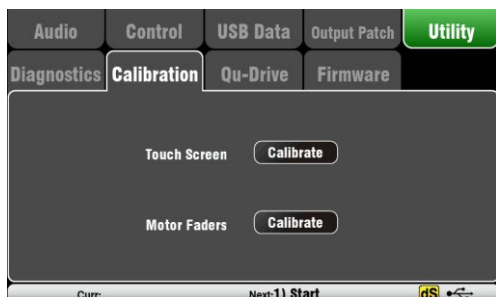 Audio Control USB Data Output Patch Utility
Diagnostics Calibration Qu-Drive Firmware
Touch Screen Calibrate
Motor Faders Calibrate
Curr: Next:1) Start dS